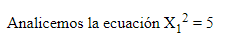 Analicemos la ecuación X₁² = 5